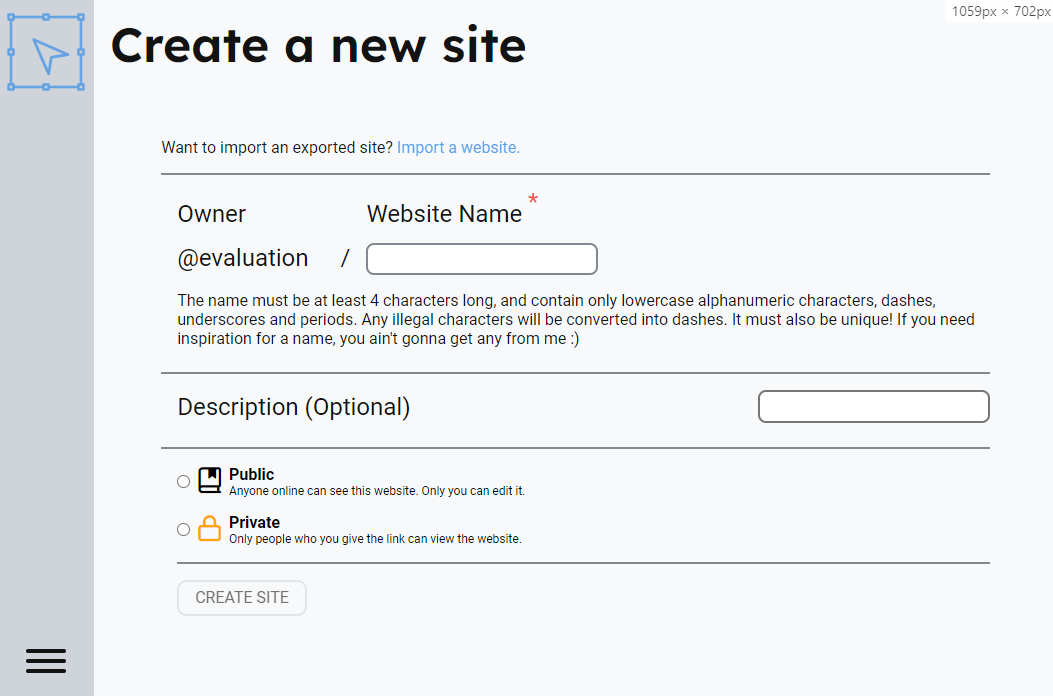 1059px × 702px
Create a new site
Want to import an exported site? Import a website.
Owner
Website Name *
@evaluation /
The name must be at least 4 characters long, and contain only lowercase alphanumeric characters, dashes,
underscores and periods. Any illegal characters will be converted into dashes. It must also be unique! If you need
inspiration for a name, you ain't gonna get any from me :)
Description (Optional)
Public
Anyone online can see this website. Only you can edit it.
Private
Only people who you give the link can view the website.
CREATE SITE